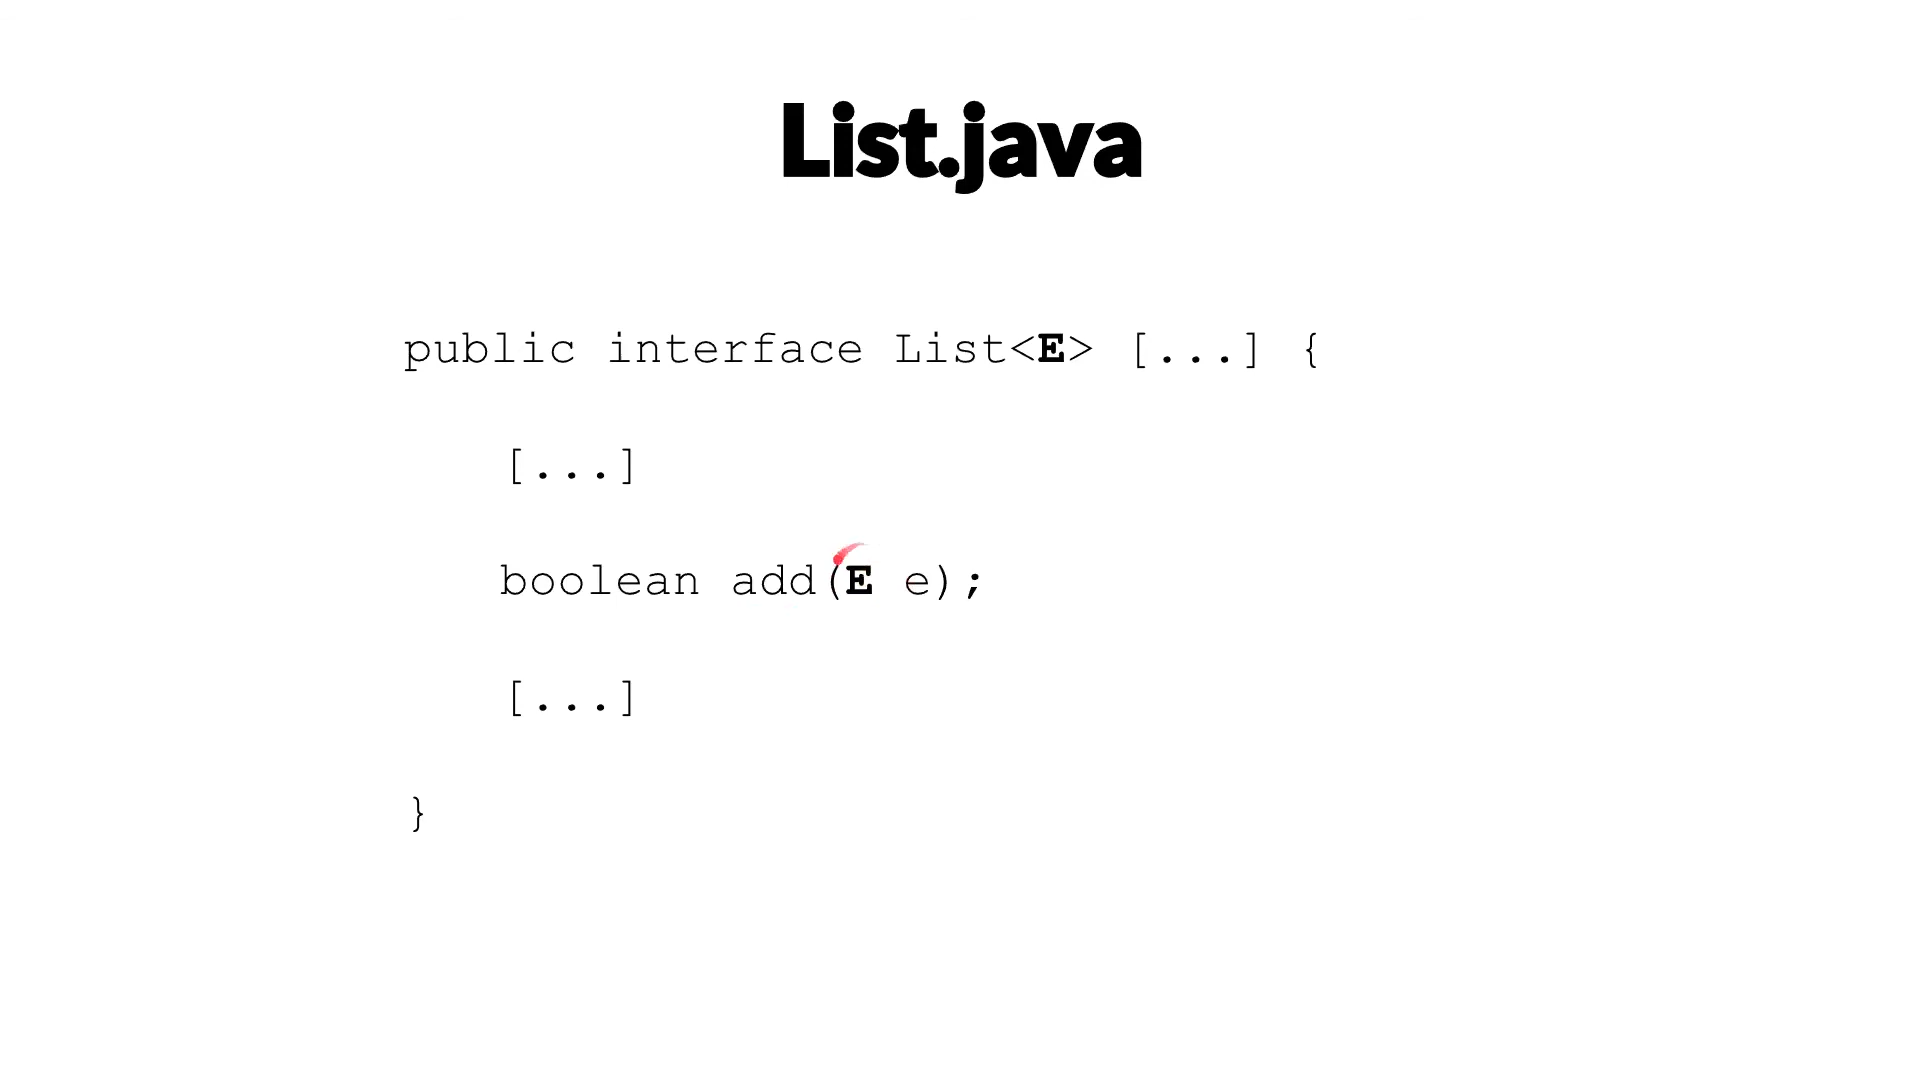 List.java
public interface List<E> [...] {
[...]
boolean add(E e);
[...]
}